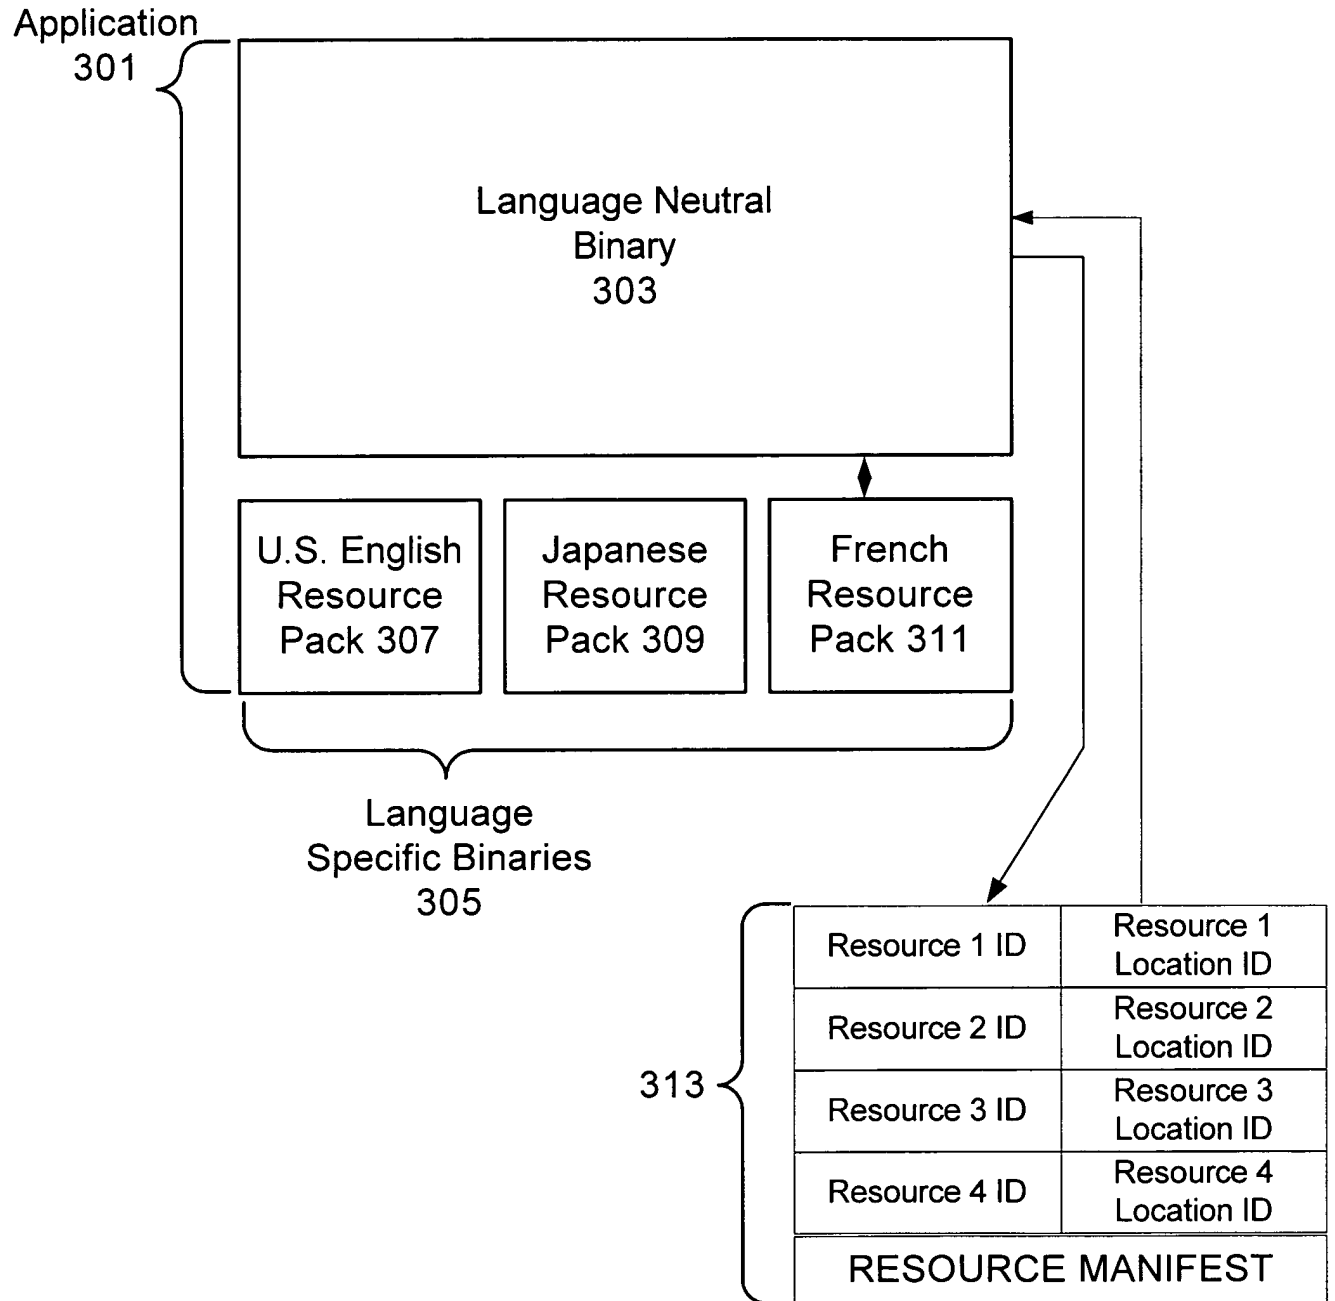 Application
301
Language Neutral
Binary
303
U.S. English
Resource
Pack 307
Japanese
Resource
Pack 309
French
Resource
Pack 311
Language
Specific Binaries
305
313
Resource 1 ID
Resource 1
Location ID
Resource 2 ID
Resource 2
Location ID
Resource 3 ID
Resource 3
Location ID
Resource 4 ID
Resource 4
Location ID
RESOURCE MANIFEST